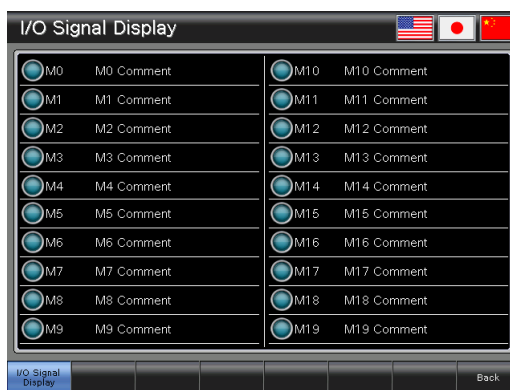 I/O Signal Display
M0 M0 Comment
M1 M1 Comment
M2 M2 Comment
M3 M3 Comment
M4 M4 Comment
M5 M5 Comment
M6 M6 Comment
M7 M7 Comment
M8 M8 Comment
M9 M9 Comment
M10 M10 Comment
M11 M11 Comment
M12 M12 Comment
M13 M13 Comment
M14 M14 Comment
M15 M15 Comment
M16 M16 Comment
M17 M17 Comment
M18 M18 Comment
M19 M19 Comment
I/O Signal
Display
Back